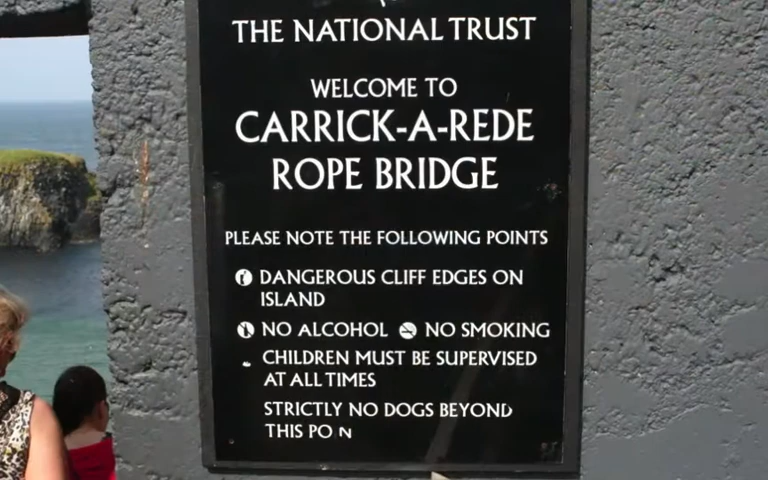 THE NATIONAL TRUST
WELCOME TO
CARRICK-A-REDE
ROPE BRIDGE
PLEASE NOTE THE FOLLOWING POINTS
DANGEROUS CLIFF EDGES ON
ISLAND
NO ALCOHOL NO SMOKING
CHILDREN MUST BE SUPERVISED
AT ALL TIMES
STRICTLY NO DOGS BEYOND
THIS PO N